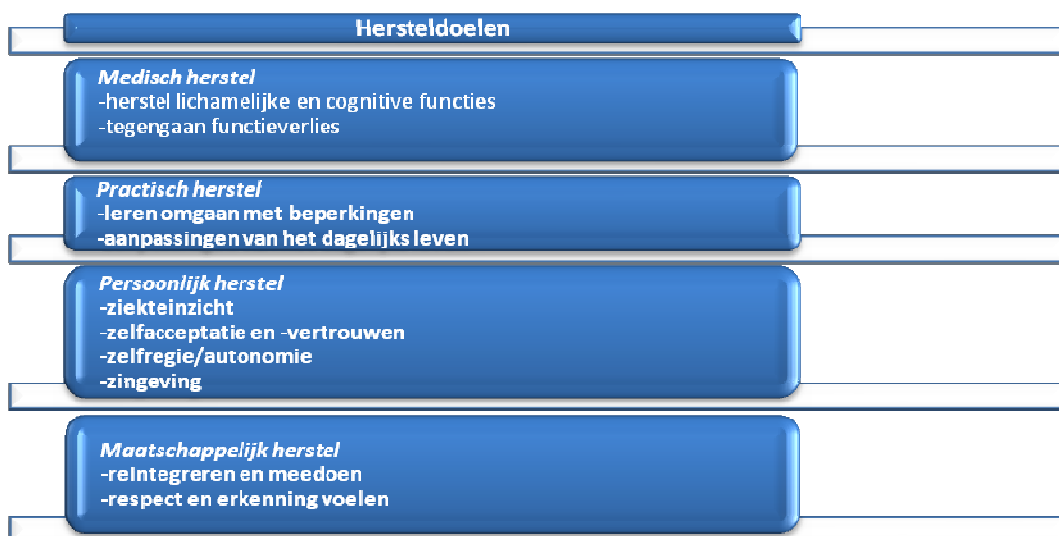 Hersteldoelen
Medisch herstel
-herstel lichamelijke en cognitive functies
-tegengaan functieverlies
Practisch herstel
-leren omgaan met beperkingen
-aanpassingen van het dagelijks leven
Persoonlijk herstel
-ziekteinzicht
-zelfacceptatie en -vertrouwen
-zelfregie/autonomie
-zingeving
Maatschappelijk herstel
-reintegreren en meedoen
-respect en erkenning voelen